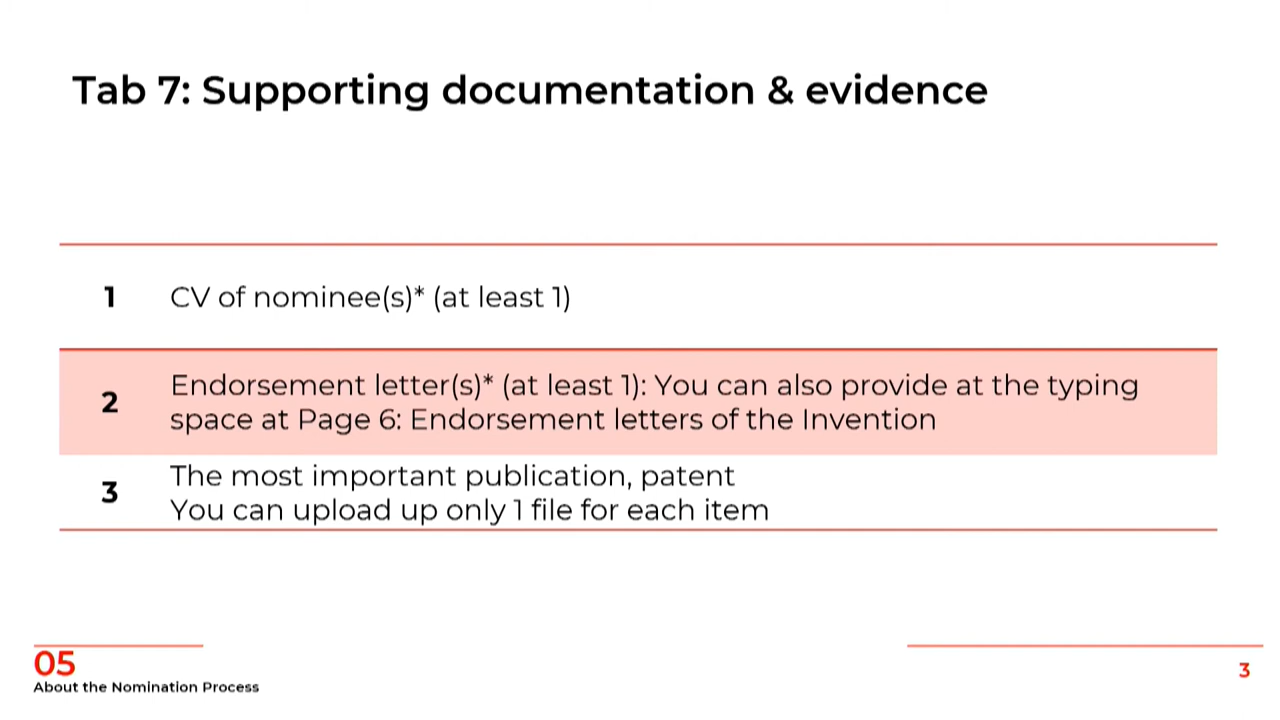 Tab 7: Supporting documentation & evidence
1
CV of nominee(s)* (at least 1)
2
Endorsement letter(s)* (at least 1): You can also provide at the typing
space at Page 6: Endorsement letters of the Invention
3
The most important publication, patent
You can upload up only 1 file for each item
05
About the Nomination Process
3